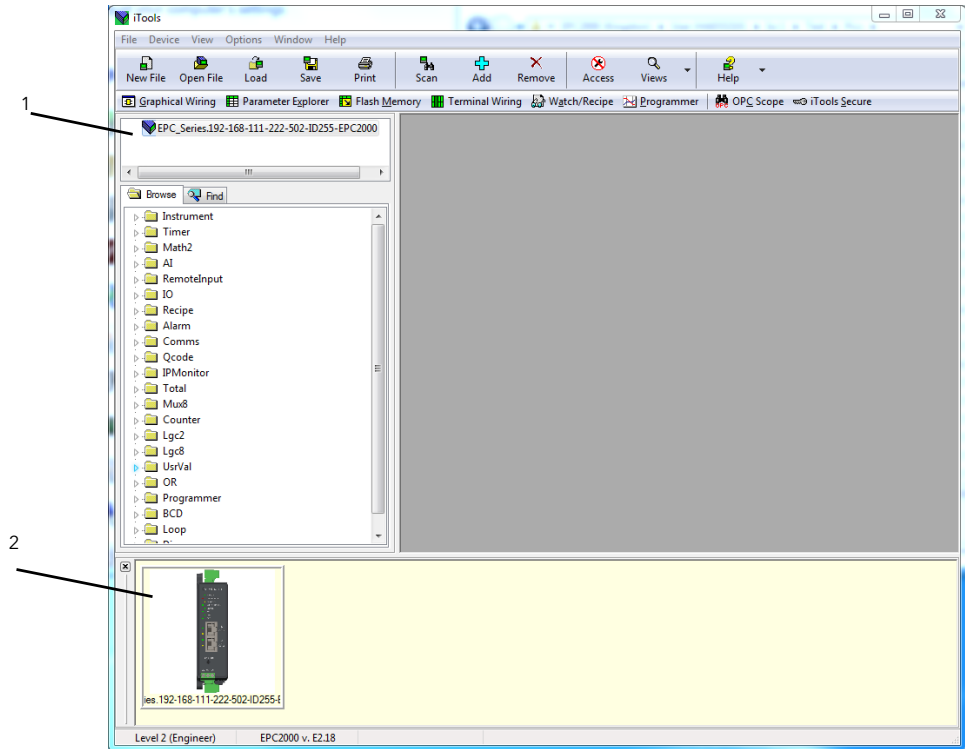 iTools
File Device View Options Window Help
New File Open File Load Save Print Scan Add Remove Access Views Help
Graphical Wiring Parameter Explorer Flash Memory Terminal Wiring Watch/Recipe Programmer OPC Scope iTools Secure
1
EPC_Series.192-168-111-222-502-ID255-EPC2000
Browse Find
Instrument
Timer
Math2
AI
RemoteInput
IO
Recipe
Alarm
Comms
Qcode
IPMonitor
Total
Mux8
Counter
Lgc2
Lgc8
UsrVal
OR
Programmer
BCD
Loop
2
ies.192-168-111-222-502-ID255-E
Level 2 (Engineer) EPC2000 v. E2.18